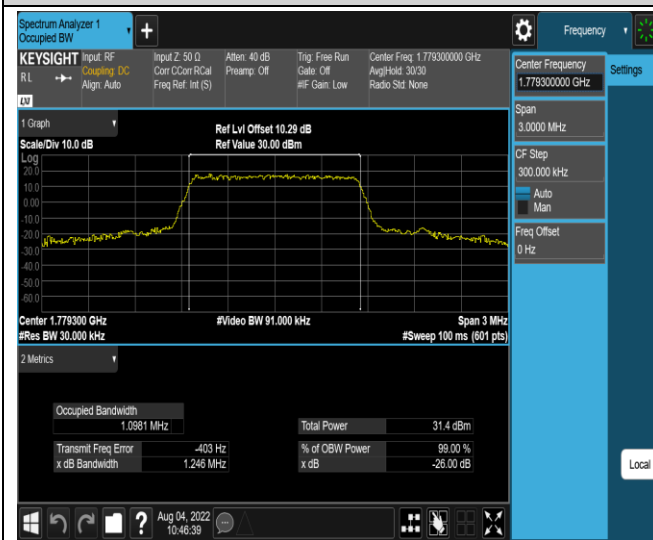 Spectrum Analyzer 1
Occupied BW
+
Frequency
KEYSIGHT Input: RF Input Z: 50 Ω Atten: 40 dB Trig: Free Run Center Freq: 1.779300000 GHz
RL Coupling: DC Corr CCorr RCal Preamp: Off Gate: Off Avg|Hold: 30/30
Align: Auto Freq Ref: Int (S) #IF Gain: Low Radio Std: None
LXI
Center Frequency
1.779300000 GHz
Settings
Span
3.0000 MHz
CF Step
300.000 kHz
Auto
Man
Freq Offset
0 Hz
1 Graph
Ref Lvl Offset 10.29 dB
Scale/Div 10.0 dB Ref Value 30.00 dBm
Log
20.0
10.0
0.00
-10.0
-20.0
-30.0
-40.0
-50.0
-60.0
Center 1.779300 GHz #Video BW 91.000 kHz Span 3 MHz
#Res BW 30.000 kHz #Sweep 100 ms (601 pts)
2 Metrics
Occupied Bandwidth
1.0981 MHz Total Power 31.4 dBm
Transmit Freq Error -403 Hz % of OBW Power 99.00 %
x dB Bandwidth 1.246 MHz x dB -26.00 dB
Local
? Aug 04, 2022
10:46:39